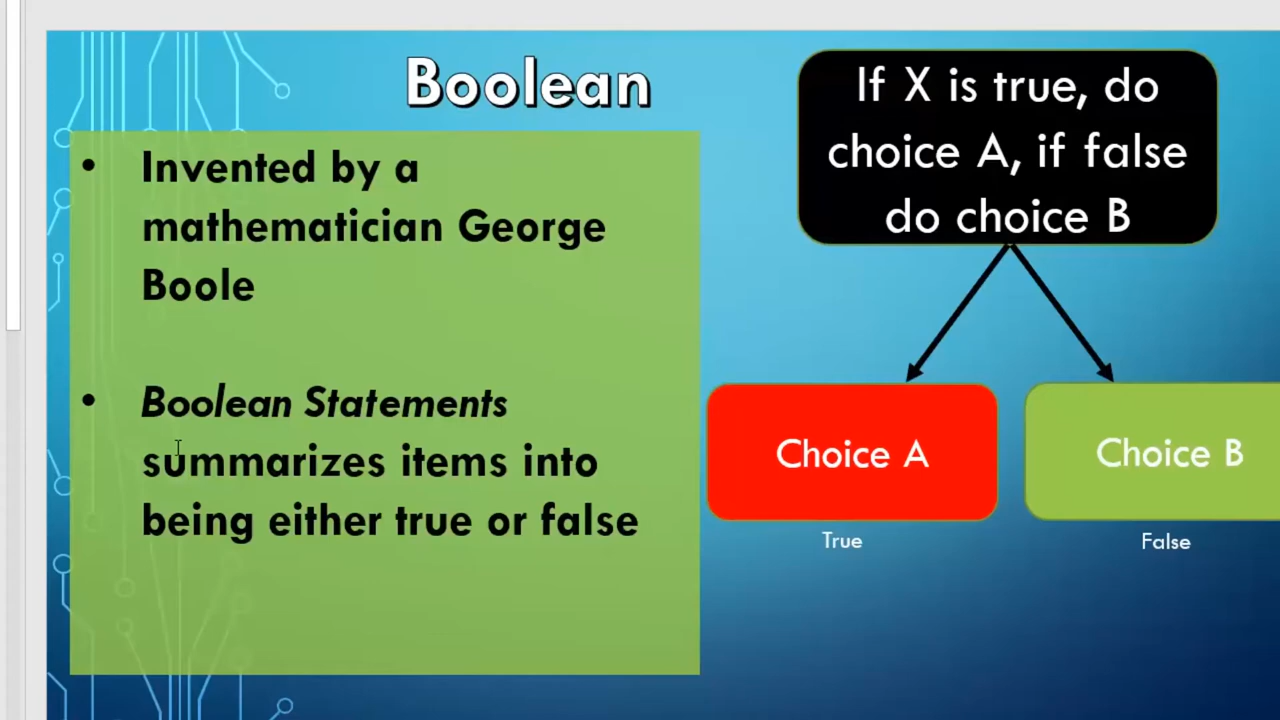 Boolean
• Invented by a
mathematician George
Boole
• Boolean Statements
summarizes items into
being either true or false
If X is true, do
choice A, if false
do choice B
Choice A
Choice B
True
False